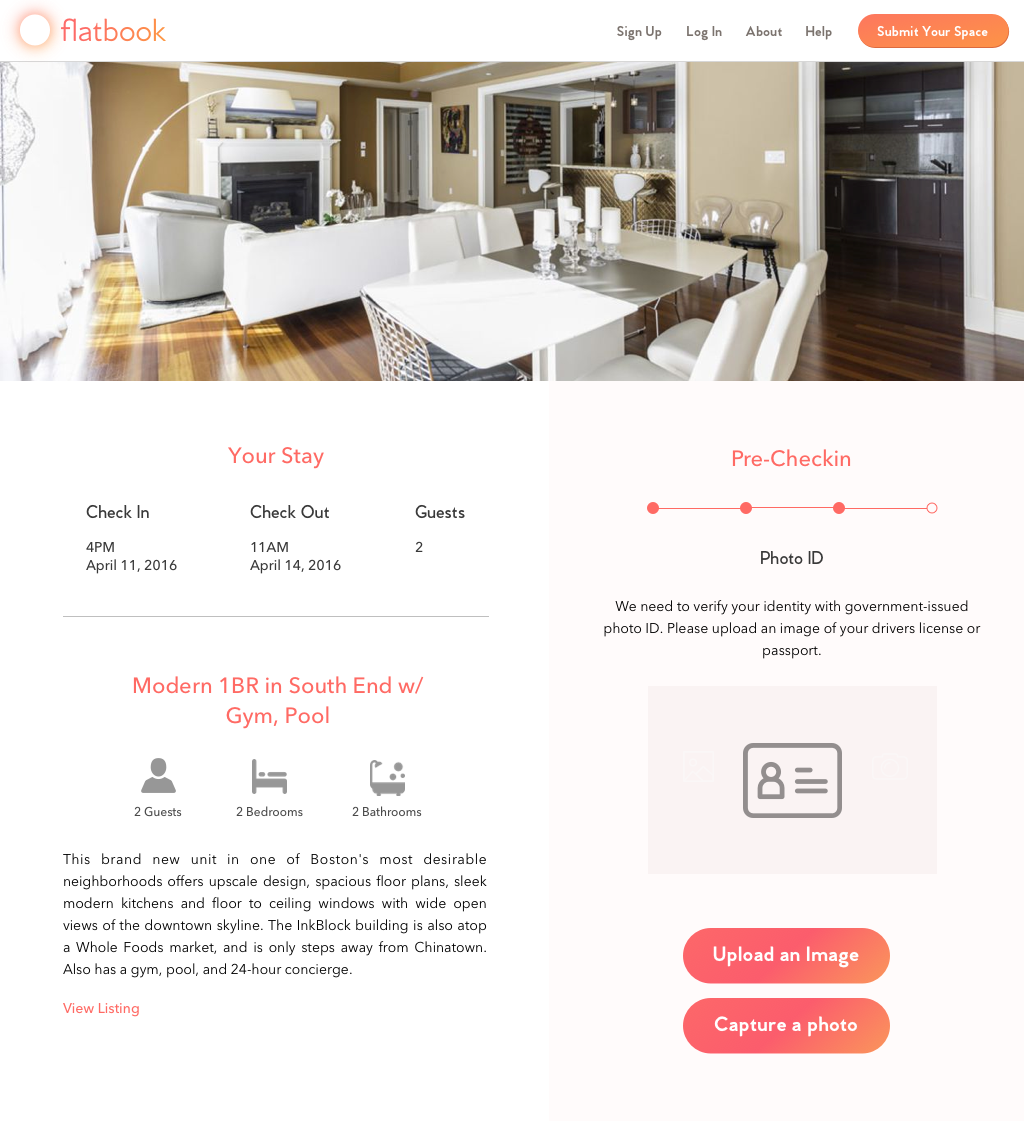 flatbook
Sign Up
Log In
About
Help
Submit Your Space
Your Stay
Check In
Check Out
Guests
4PM
11AM
2
April 11, 2016
April 14, 2016
Modern 1BR in South End w/
Gym, Pool
2 Guests
2 Bedrooms
2 Bathrooms
This brand new unit in one of Boston's most desirable
neighborhoods offers upscale design, spacious floor plans, sleek
modern kitchens and floor to ceiling windows with wide open
views of the downtown skyline. The InkBlock building is also atop
a Whole Foods market, and is only steps away from Chinatown.
Also has a gym, pool, and 24-hour concierge.
View Listing
Pre-Checkin
Photo ID
We need to verify your identity with government-issued
photo ID. Please upload an image of your drivers license or
passport.
Upload an Image
Capture a photo